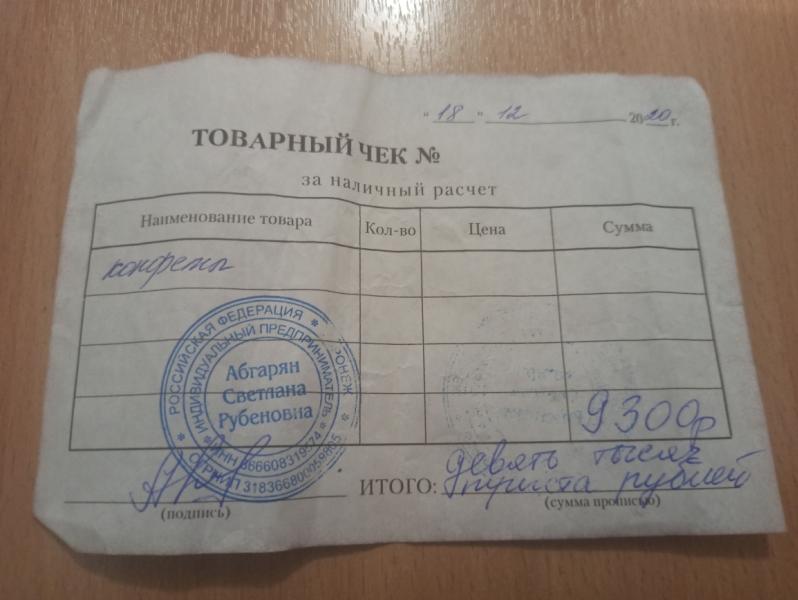 " 18 " 12 2020 г.
ТОВАРНЫЙ ЧЕК №
за наличный расчет
Наименование товара Кол-во Цена Сумма
конфеты
РОССИЙСКАЯ ФЕДЕРАЦИЯ
ИНДИВИДУАЛЬНЫЙ ПРЕДПРИНИМАТЕЛЬ
Абгарян
Светлана
Рубеновна
9300р
девять тысяч
ИТОГО: триста рублей
(подпись) (сумма прописью)